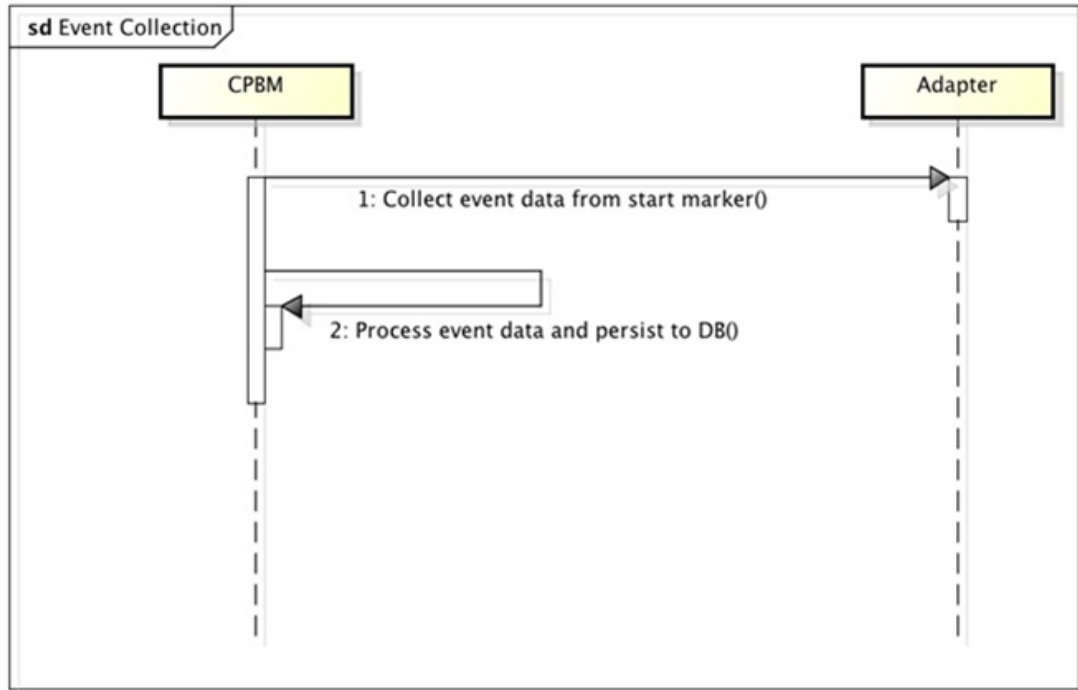 sd Event Collection
CPBM
Adapter
1: Collect event data from start marker()
2: Process event data and persist to DB()